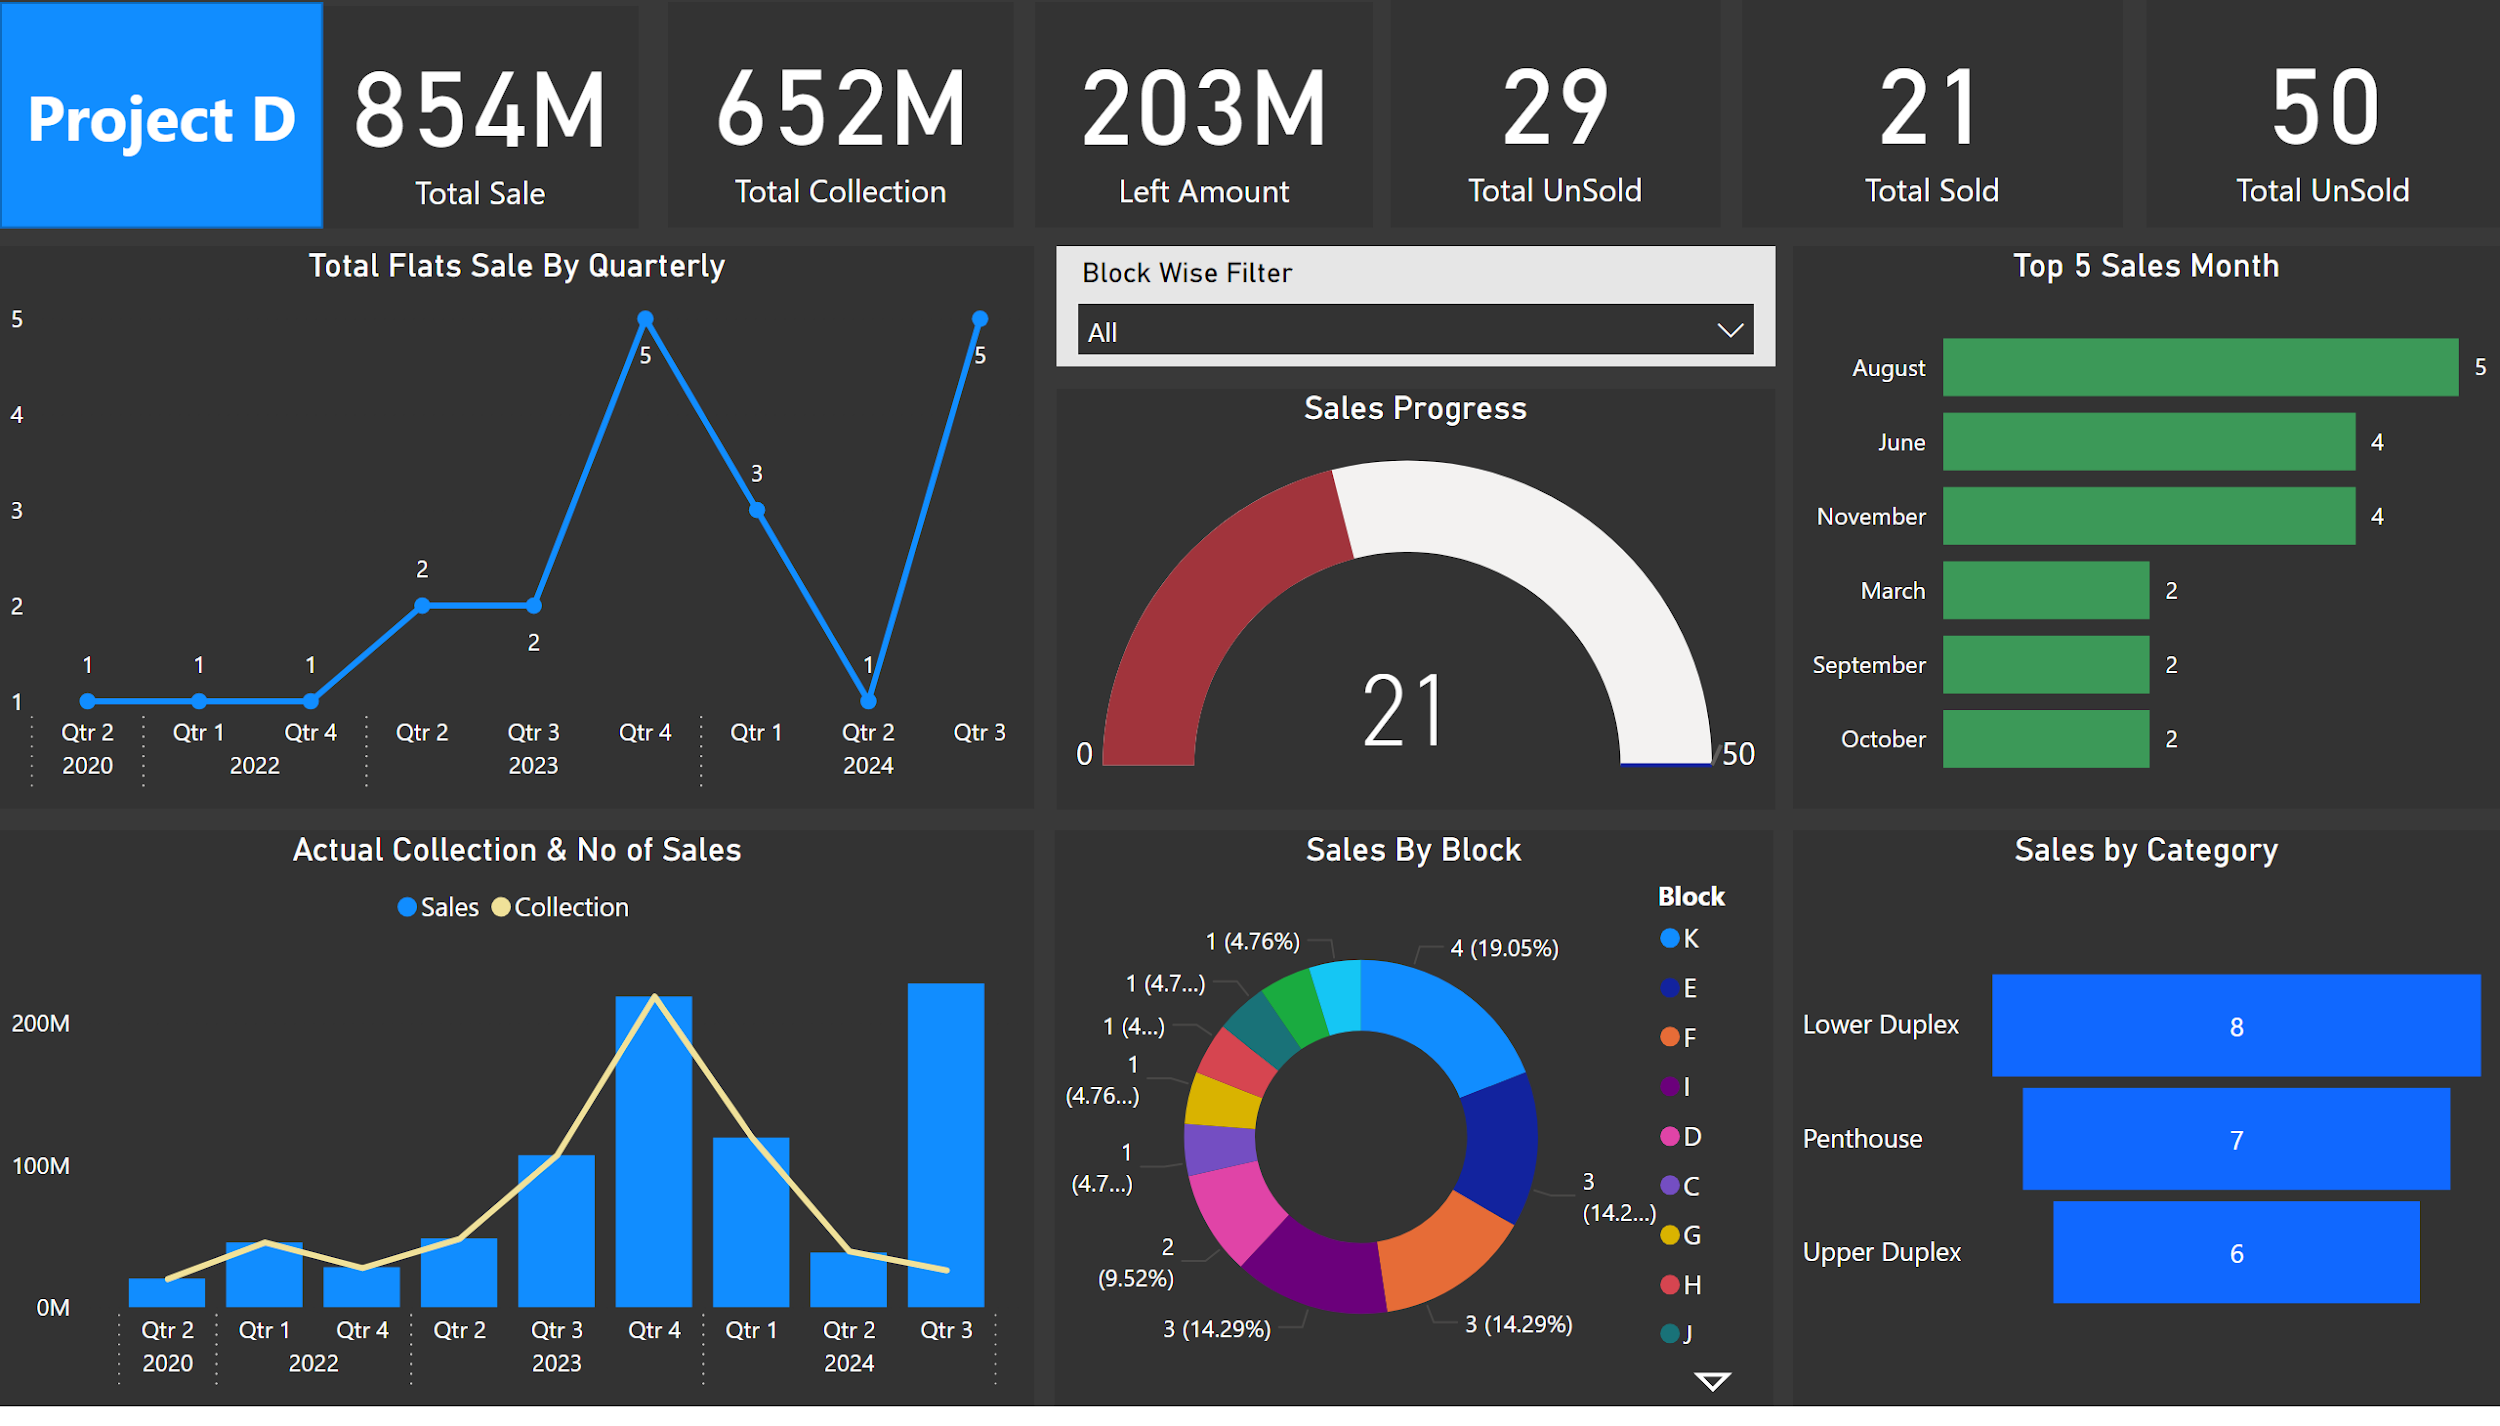 Project D
854M
Total Sale
652M
Total Collection
203M
Left Amount
29
Total UnSold
21
Total Sold
50
Total UnSold
Total Flats Sale By Quarterly
5
4
3
2
1
1
1
1
2
2
5
3
1
5
Qtr 2
Qtr 1
Qtr 4
Qtr 2
Qtr 3
Qtr 4
Qtr 1
Qtr 2
Qtr 3
2020
2022
2023
2024
Block Wise Filter
All
Sales Progress
21
0
50
Top 5 Sales Month
August
5
June
4
November
4
March
2
September
2
October
2
Actual Collection & No of Sales
Sales
Collection
200M
100M
0M
Qtr 2
Qtr 1
Qtr 4
Qtr 2
Qtr 3
Qtr 4
Qtr 1
Qtr 2
Qtr 3
2020
2022
2023
2024
Sales By Block
4 (19.05%)
3
(14.2...)
3 (14.29%)
3 (14.29%)
2
(9.52%)
1
(4.7...)
1
(4.76...)
1 (4...)
1 (4.7...)
1 (4.76%)
Block
K
E
F
I
D
C
G
H
J
Sales by Category
Lower Duplex
8
Penthouse
7
Upper Duplex
6